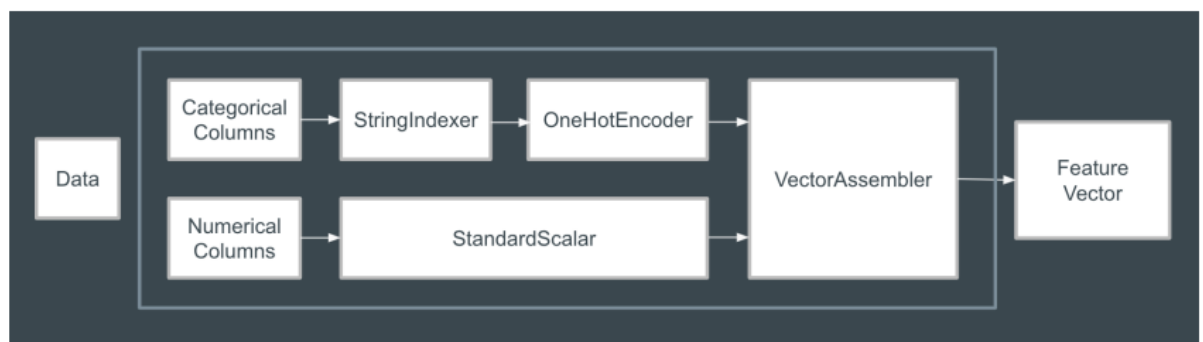 Data
Categorical
Columns
StringIndexer
OneHotEncoder
Numerical
Columns
StandardScalar
VectorAssembler
Feature
Vector